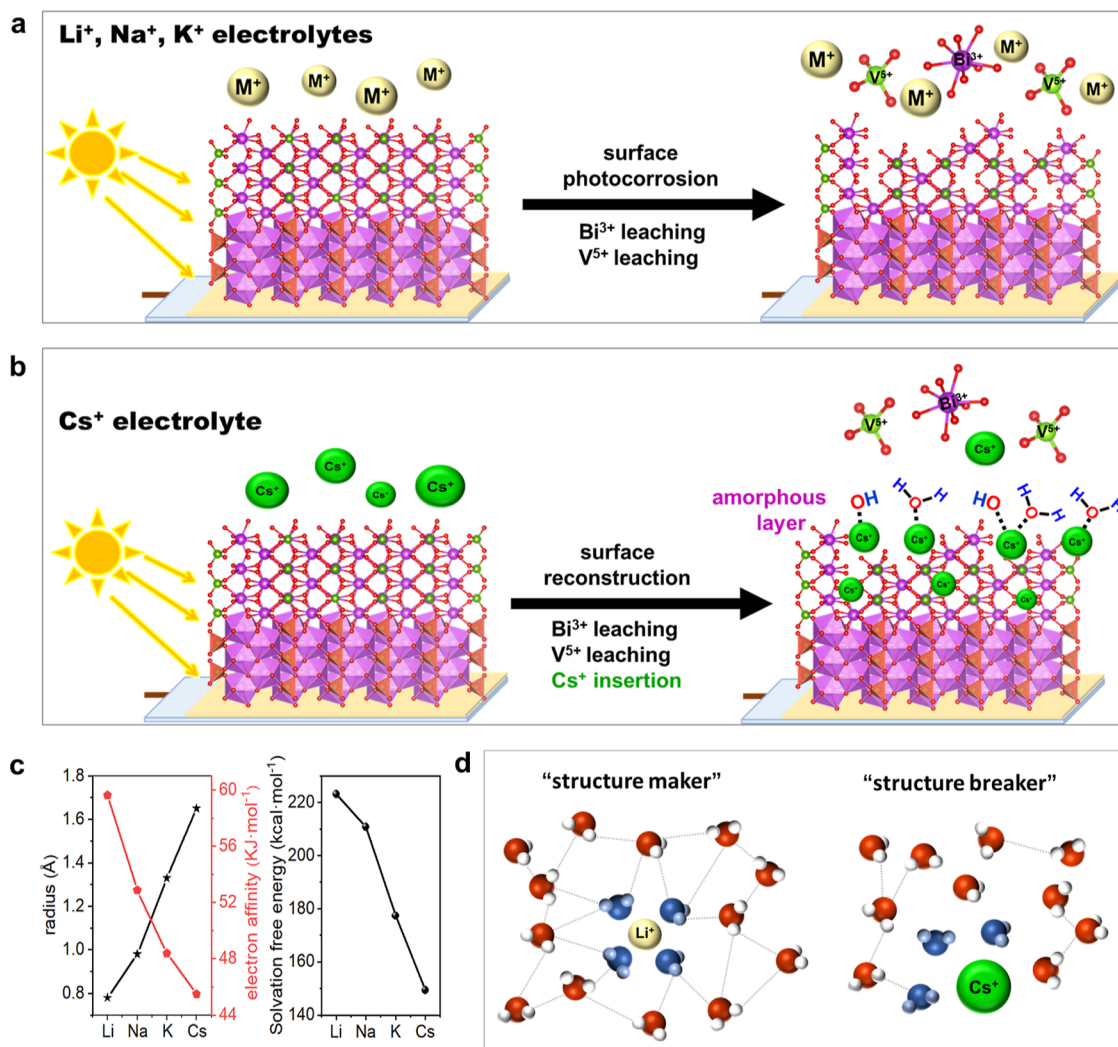 a
Li⁺, Na⁺, K⁺ electrolytes
M⁺
M⁺
M⁺
M⁺
surface
photocorrosion
Bi³⁺ leaching
V⁵⁺ leaching
M⁺
V⁵⁺
Bi³⁺
M⁺
M⁺
V⁵⁺
M⁺
b
Cs⁺ electrolyte
Cs⁺
Cs⁺
Cs⁺
Cs⁺
surface
reconstruction
Bi³⁺ leaching
V⁵⁺ leaching
Cs⁺ insertion
V⁵⁺
Bi³⁺
Cs⁺
V⁵⁺
amorphous
layer
OH
H
O
H
HO
H
O
H
H
O
H
Cs⁺
Cs⁺
Cs⁺
Cs⁺
Cs⁺
Cs⁺
Cs⁺
c
radius (Å)
1.8
1.6
1.4
1.2
1.0
0.8
Li Na K Cs
60
56
52
48
44
electron affinity (KJ·mol⁻¹)
Solvation free energy (kcal·mol⁻¹)
220
200
180
160
140
Li Na K Cs
d
“structure maker”
Li⁺
“structure breaker”
Cs⁺